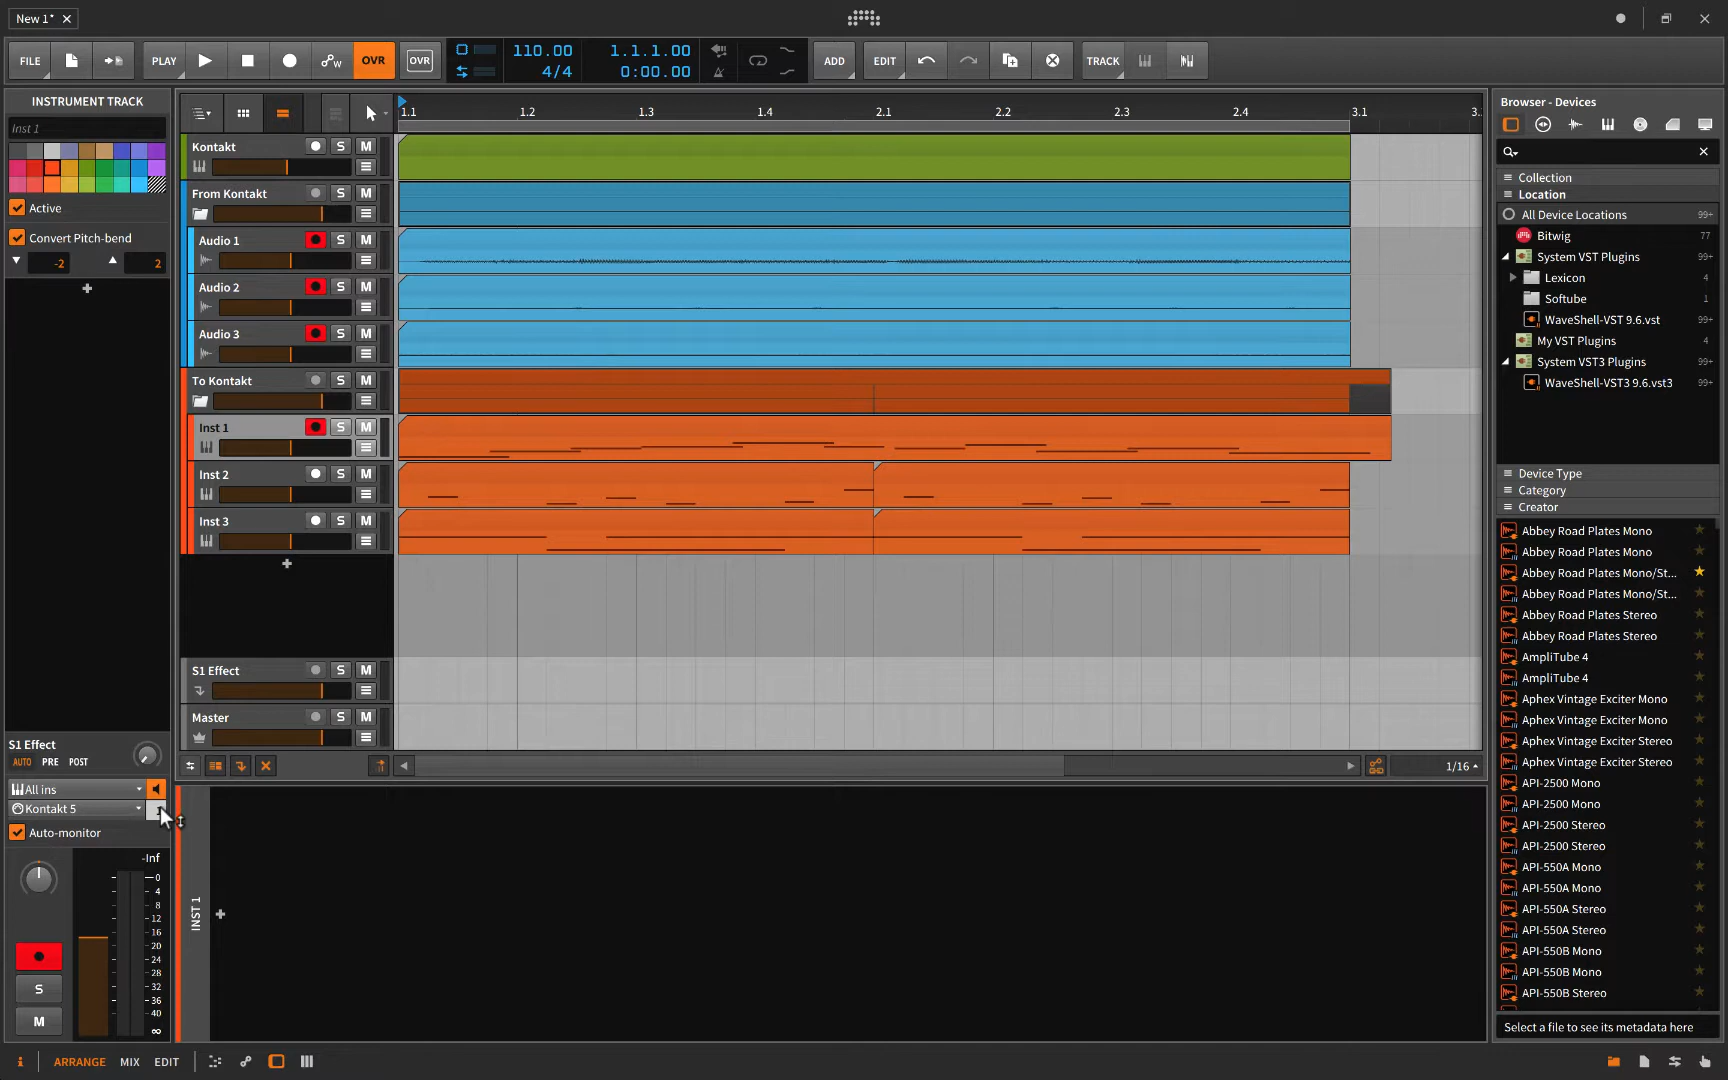 New 1*
FILE PLAY OVR OVR 110.00 4/4 1.1.1.00 0:00.00 ADD EDIT TRACK
INSTRUMENT TRACK
Inst 1
Active
Convert Pitch-bend
-2 2
S1 Effect
AUTO PRE POST
All ins
Kontakt 5
Auto-monitor
-Inf
0
4
8
12
16
20
24
28
32
36
40
∞
S
M
1.1 1.2 1.3 1.4 2.1 2.2 2.3 2.4 3.1
Kontakt S M
From Kontakt S M
Audio 1 S M
Audio 2 S M
Audio 3 S M
To Kontakt S M
Inst 1 S M
Inst 2 S M
Inst 3 S M
S1 Effect S M
Master S M
1/16
INST 1
Browser - Devices
Collection
Location
All Device Locations 99+
Bitwig 77
System VST Plugins 99+
Lexicon 4
Softube 1
WaveShell-VST 9.6.vst 99+
My VST Plugins 4
System VST3 Plugins 99+
WaveShell-VST3 9.6.vst3 99+
Device Type
Category
Creator
Abbey Road Plates Mono
Abbey Road Plates Mono
Abbey Road Plates Mono/St...
Abbey Road Plates Mono/St...
Abbey Road Plates Stereo
Abbey Road Plates Stereo
AmpliTube 4
AmpliTube 4
Aphex Vintage Exciter Mono
Aphex Vintage Exciter Mono
Aphex Vintage Exciter Stereo
Aphex Vintage Exciter Stereo
API-2500 Mono
API-2500 Mono
API-2500 Stereo
API-2500 Stereo
API-550A Mono
API-550A Mono
API-550A Stereo
API-550A Stereo
API-550B Mono
API-550B Mono
API-550B Stereo
Select a file to see its metadata here
i ARRANGE MIX EDIT